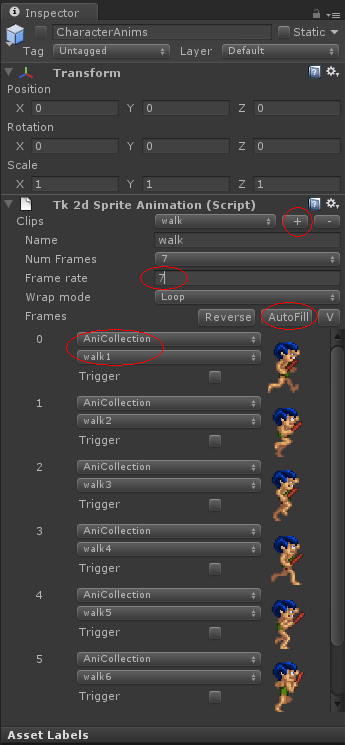 Inspector
CharacterAnims Static
Tag Untagged Layer Default
Transform
Position
X 0 Y 0 Z 0
Rotation
X 0 Y 0 Z 0
Scale
X 1 Y 1 Z 1
Tk 2d Sprite Animation (Script)
Clips walk + -
Name walk
Num Frames 7
Frame rate 7
Wrap mode Loop
Frames Reverse AutoFill V
0 AniCollection
walk1
Trigger
1 AniCollection
walk2
Trigger
2 AniCollection
walk3
Trigger
3 AniCollection
walk4
Trigger
4 AniCollection
walk5
Trigger
5 AniCollection
walk6
Trigger
Asset Labels